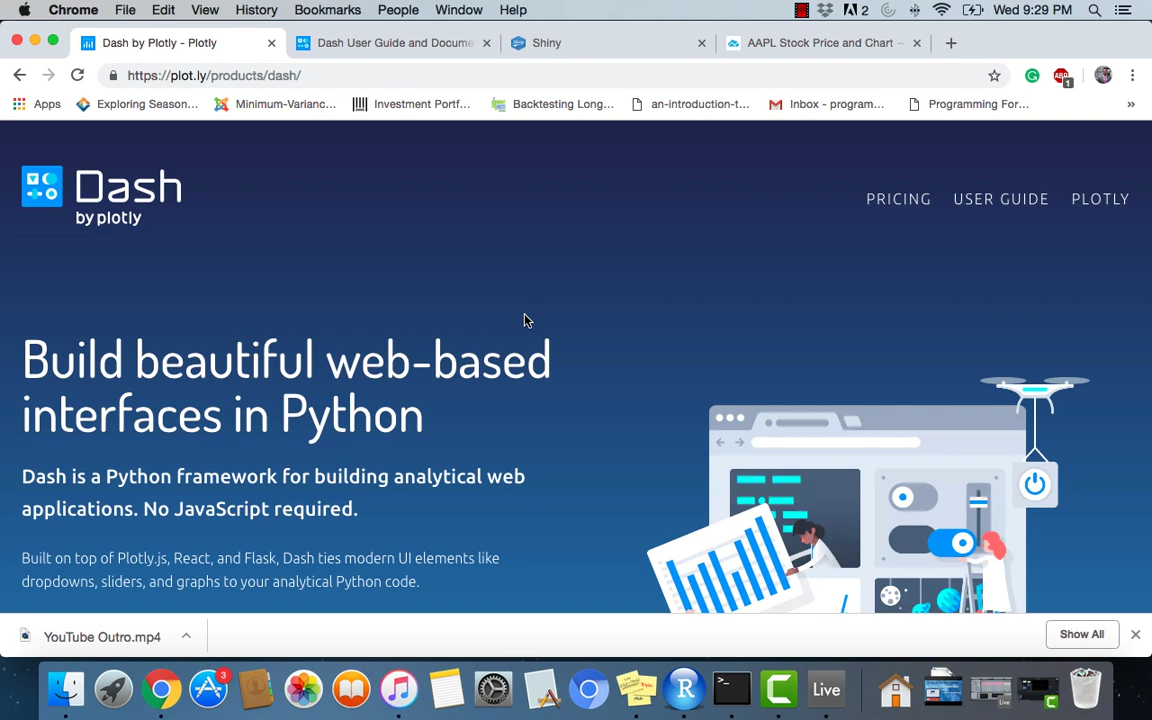 Chrome File Edit View History Bookmarks People Window Help 2 Wed 9:29 PM
Dash by Plotly - Plotly Dash User Guide and Docume Shiny AAPL Stock Price and Chart —
https://plot.ly/products/dash/ ABP 1
Apps Exploring Season... Minimum-Varianc... Investment Portf... Backtesting Long... an-introduction-t... Inbox - program... Programming For... »
Dash
by plotly
PRICING USER GUIDE PLOTLY
Build beautiful web-based
interfaces in Python
Dash is a Python framework for building analytical web
applications. No JavaScript required.
Built on top of Plotly.js, React, and Flask, Dash ties modern UI elements like
dropdowns, sliders, and graphs to your analytical Python code.
YouTube Outro.mp4 Show All
3 R >_ C Live